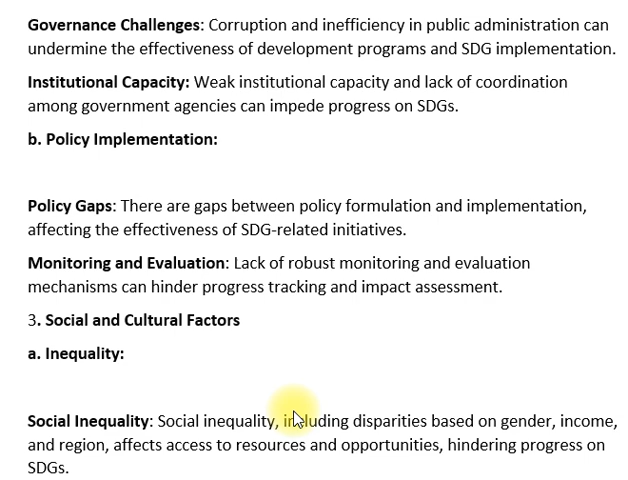 Governance Challenges: Corruption and inefficiency in public administration can
undermine the effectiveness of development programs and SDG implementation.
Institutional Capacity: Weak institutional capacity and lack of coordination
among government agencies can impede progress on SDGs.
b. Policy Implementation:
Policy Gaps: There are gaps between policy formulation and implementation,
affecting the effectiveness of SDG-related initiatives.
Monitoring and Evaluation: Lack of robust monitoring and evaluation
mechanisms can hinder progress tracking and impact assessment.
3. Social and Cultural Factors
a. Inequality:
Social Inequality: Social inequality, including disparities based on gender, income,
and region, affects access to resources and opportunities, hindering progress on
SDGs.